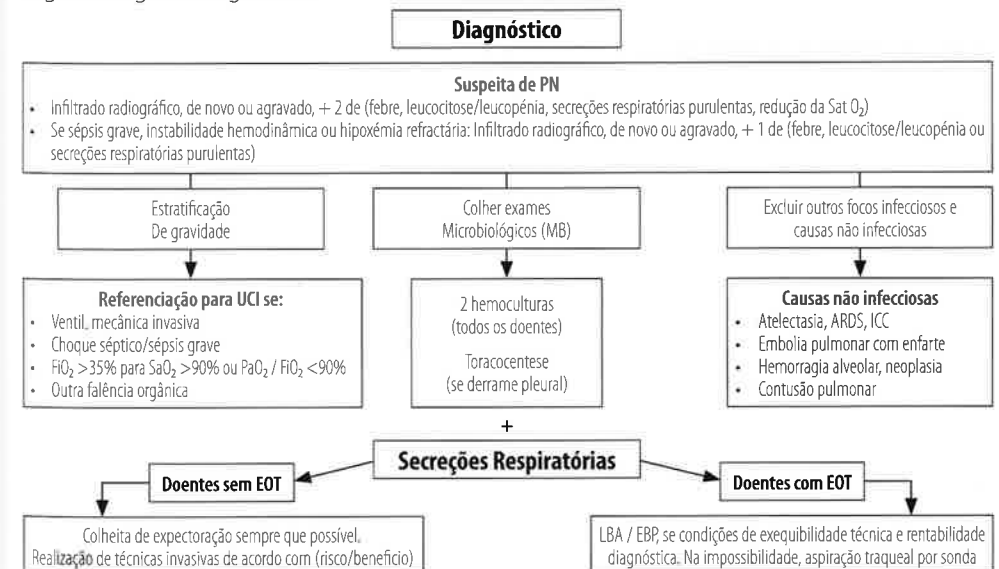 Diagnóstico
Suspeita de PN
• Infiltrado radiográfico, de novo ou agravado, + 2 de (febre, leucocitose/leucopénia, secreções respiratórias purulentas, redução da Sat O₂)
• Se sépsis grave, instabilidade hemodinâmica ou hipoxémia refractária: Infiltrado radiográfico, de novo ou agravado, + 1 de (febre, leucocitose/leucopénia ou
secreções respiratórias purulentas)
Estratificação
De gravidade
Colher exames
Microbiológicos (MB)
Excluir outros focos infecciosos e
causas não infecciosas
Referenciação para UCI se:
• Ventil. mecânica invasiva
• Choque séptico/sépsis grave
• FiO₂ >35% para SaO₂ >90% ou PaO₂ / FiO₂ <90%
• Outra falência orgânica
2 hemoculturas
(todos os doentes)
Toracocentese
(se derrame pleural)
Causas não infecciosas
• Atelectasia, ARDS, ICC
• Embolia pulmonar com enfarte
• Hemorragia alveolar, neoplasia
• Contusão pulmonar
+
Secreções Respiratórias
Doentes sem EOT
Doentes com EOT
Colheita de expectoração sempre que possível.
Realização de técnicas invasivas de acordo com (risco/beneficio)
LBA / EBP, se condições de exequibilidade técnica e rentabilidade
diagnóstica. Na impossibilidade, aspiração traqueal por sonda